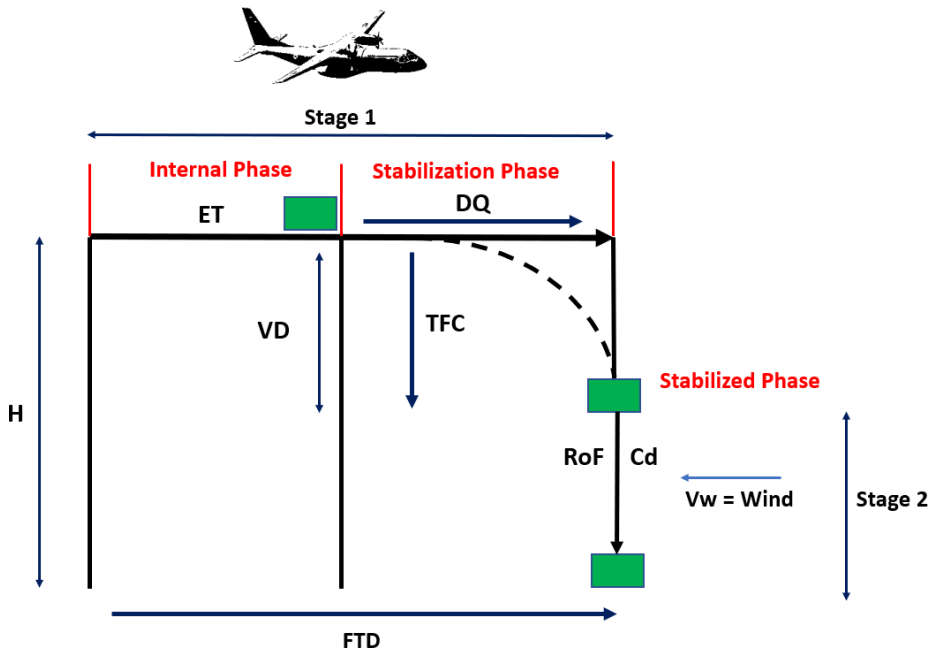 Stage 1
Internal Phase
Stabilization Phase
ET
DQ
VD
TFC
Stabilized Phase
H
RoF
Cd
Vw = Wind
Stage 2
FTD